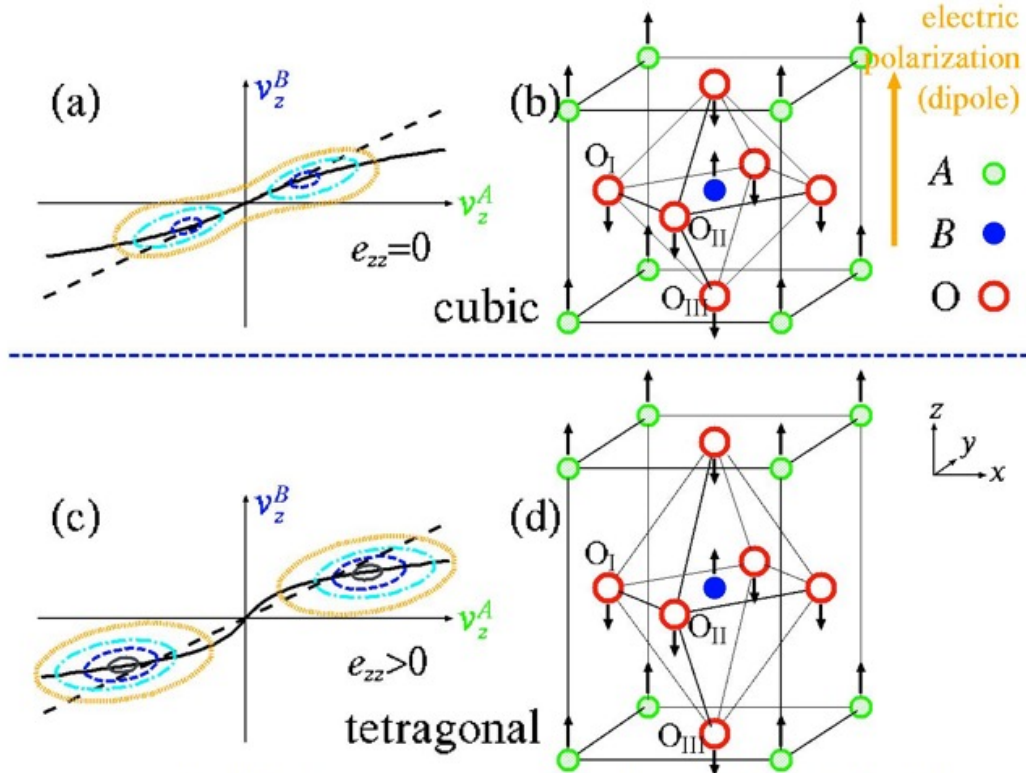 (a)
v_z^B
v_z^A
e_zz=0
cubic
(b)
O_I
O_II
O_III
electric
polarization
(dipole)
A
B
O
(c)
v_z^B
v_z^A
e_zz>0
tetragonal
(d)
O_I
O_II
O_III
z
y
x